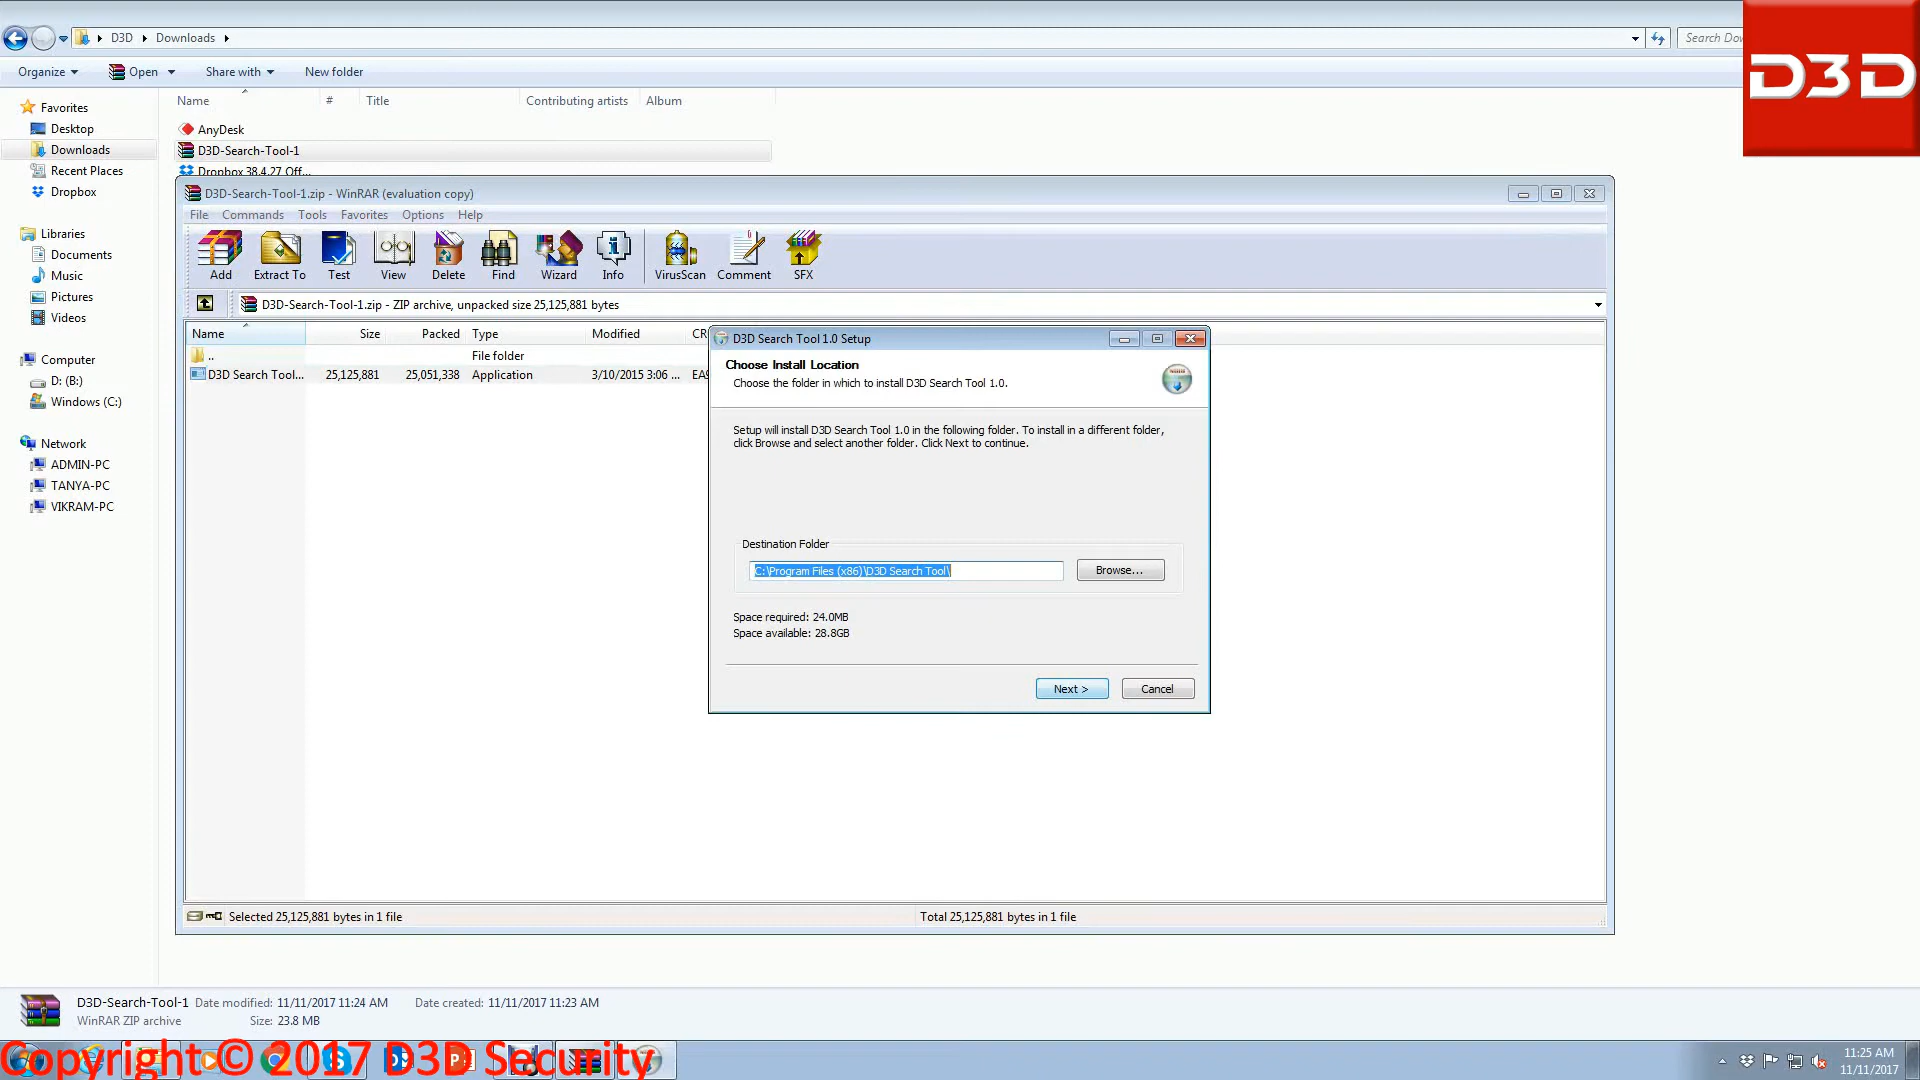 D3D Downloads
Search Dow
D3D
Organize Open Share with New folder
Name # Title Contributing artists Album
Favorites
Desktop
Downloads
Recent Places
Dropbox
Libraries
Documents
Music
Pictures
Videos
Computer
D: (B:)
Windows (C:)
Network
ADMIN-PC
TANYA-PC
VIKRAM-PC
AnyDesk
D3D-Search-Tool-1
Dropbox 38.4.27 Off...
D3D-Search-Tool-1.zip - WinRAR (evaluation copy)
File Commands Tools Favorites Options Help
Add Extract To Test View Delete Find Wizard Info VirusScan Comment SFX
D3D-Search-Tool-1.zip - ZIP archive, unpacked size 25,125,881 bytes
Name Size Packed Type Modified CR
.. File folder
D3D Search Tool... 25,125,881 25,051,338 Application 3/10/2015 3:06 ...
D3D Search Tool 1.0 Setup
Choose Install Location
Choose the folder in which to install D3D Search Tool 1.0.
Setup will install D3D Search Tool 1.0 in the following folder. To install in a different folder,
click Browse and select another folder. Click Next to continue.
Destination Folder
C:\Program Files (x86)\D3D Search Tool\
Browse...
Space required: 24.0MB
Space available: 28.8GB
Next > Cancel
Selected 25,125,881 bytes in 1 file Total 25,125,881 bytes in 1 file
D3D-Search-Tool-1 Date modified: 11/11/2017 11:24 AM Date created: 11/11/2017 11:23 AM
WinRAR ZIP archive Size: 23.8 MB
Copyright © 2017 D3D Security
11:25 AM
11/11/2017